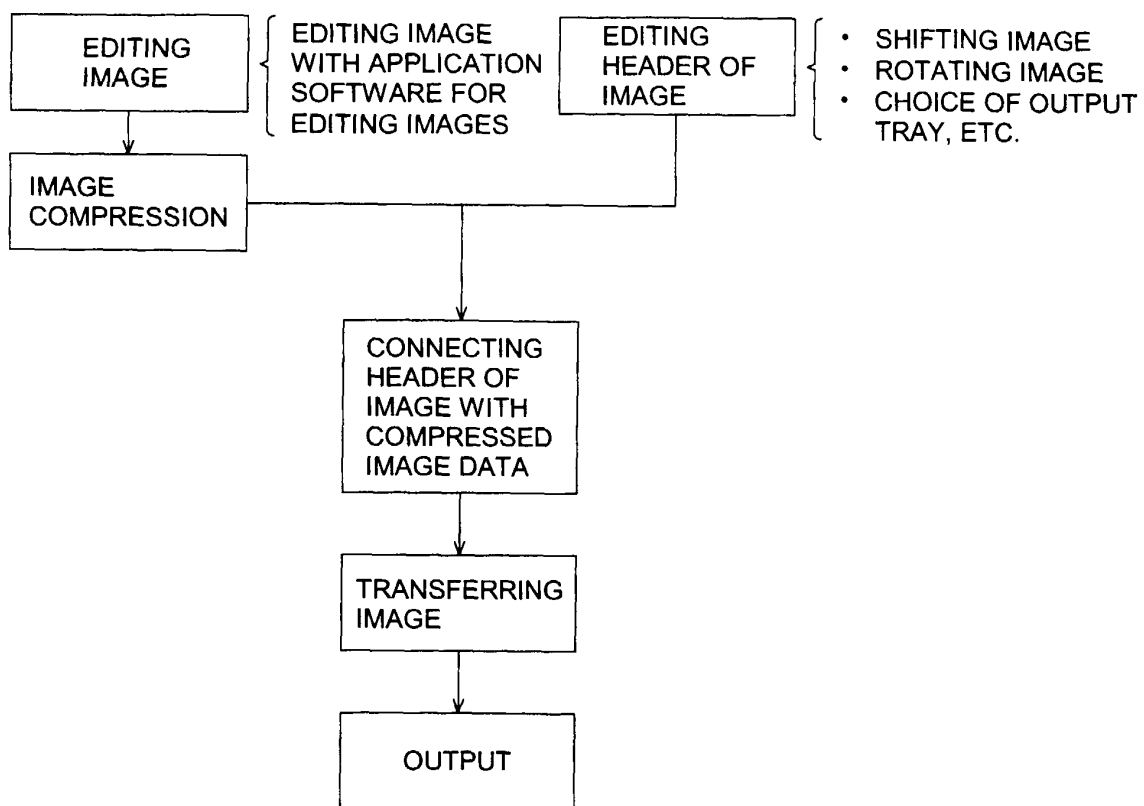 EDITING
IMAGE
EDITING IMAGE
WITH APPLICATION
SOFTWARE FOR
EDITING IMAGES
EDITING
HEADER OF
IMAGE
• SHIFTING IMAGE
• ROTATING IMAGE
• CHOICE OF OUTPUT
TRAY, ETC.
IMAGE
COMPRESSION
CONNECTING
HEADER OF
IMAGE WITH
COMPRESSED
IMAGE DATA
TRANSFERRING
IMAGE
OUTPUT